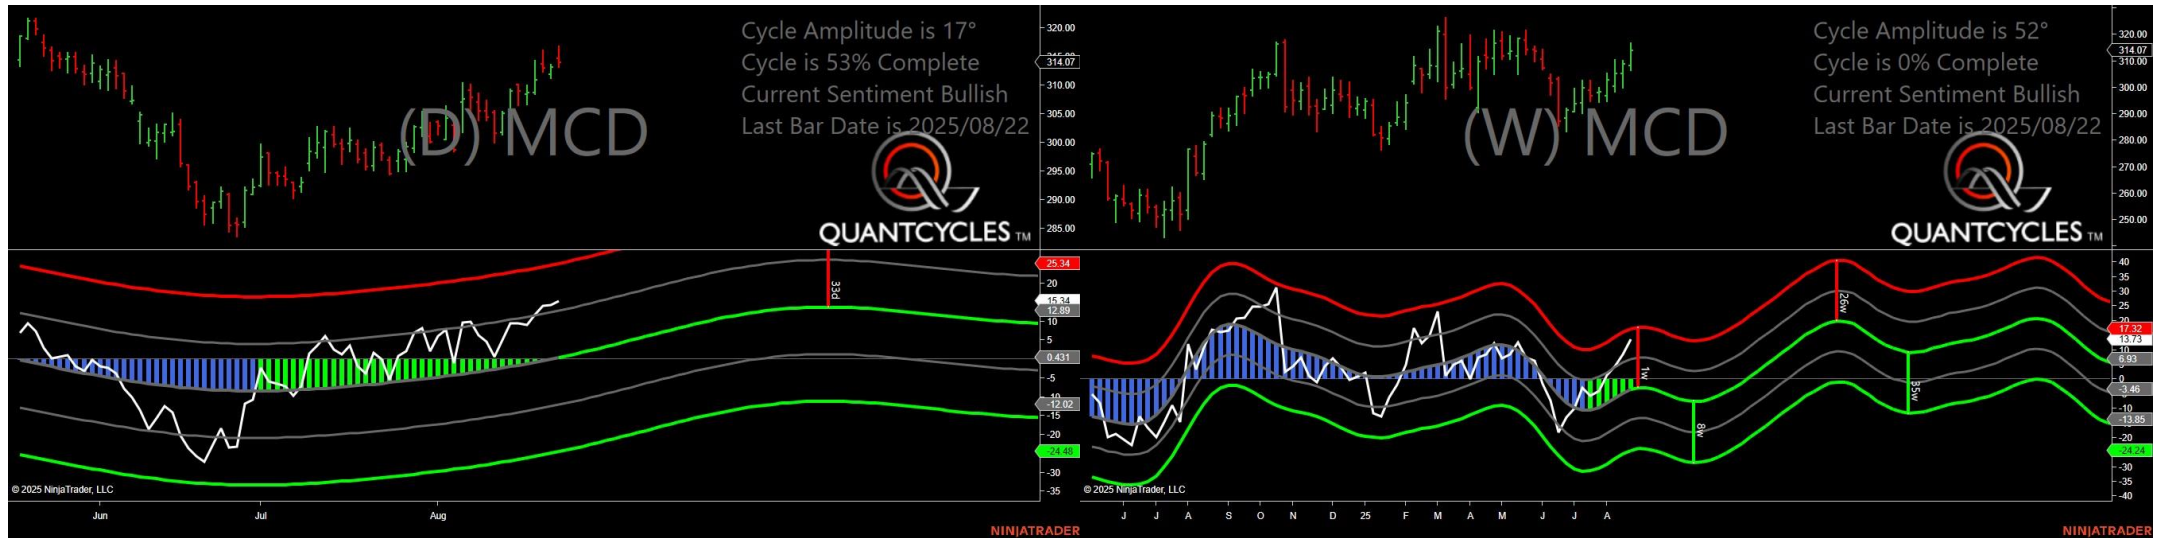 Cycle Amplitude is 17°
Cycle is 53% Complete
Current Sentiment Bullish
Last Bar Date is 2025/08/22
(D) MCD
QUANTCYCLES TM
320.00
314.07
310.00
305.00
300.00
295.00
290.00
285.00
33d
25.34
20
15.34
12.89
10
5
0.431
-5
-12.02
-15
-20
-24.48
-30
-35
© 2025 NinjaTrader, LLC
Jun Jul Aug
NINJATRADER
Cycle Amplitude is 52°
Cycle is 0% Complete
Current Sentiment Bullish
Last Bar Date is 2025/08/22
(W) MCD
QUANTCYCLES TM
320.00
314.07
310.00
300.00
290.00
280.00
270.00
260.00
250.00
1w
8w
26w
35w
40
35
30
25
20
17.32
13.73
10
6.93
0
-3.46
-10
-13.85
-20
-24.24
-30
-35
-40
© 2025 NinjaTrader, LLC
J J A S O N D 25 F M A M J J A
NINJATRADER